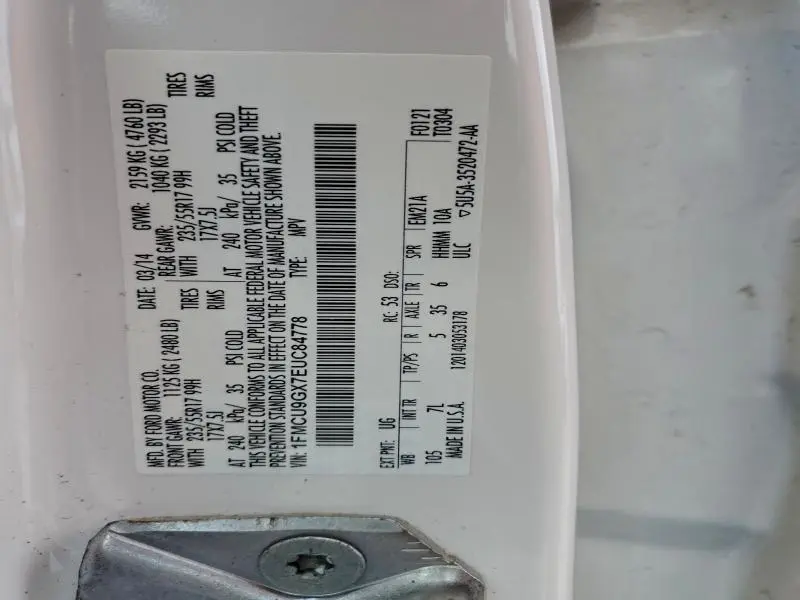 MFD. BY FORD MOTOR CO. DATE: 03/14 GVWR: 2159 KG ( 4760 LB)
FRONT GAWR: 1125 KG ( 2480 LB) REAR GAWR: 1040 KG ( 2293 LB)
WITH 235/55R17 99H TIRES WITH 235/55R17 99H TIRES
17X7.5J RIMS 17X7.5J RIMS
AT 240 kPa/ 35 PSI COLD AT 240 kPa/ 35 PSI COLD
THIS VEHICLE CONFORMS TO ALL APPLICABLE FEDERAL MOTOR VEHICLE SAFETY AND THEFT
PREVENTION STANDARDS IN EFFECT ON THE DATE OF MANUFACTURE SHOWN ABOVE.
VIN: 1FMCU9GX7EUC84778 TYPE: MPV
EXT PNT: UG RC: 53 DSO: F0121
WB INT TR TP/PS R AXLE TR SPR EM21A T0304
105 7L 5 35 6 HHMM 10A
MADE IN U.S.A. 1201403053178 ULC ▽5U5A-3520472-AA